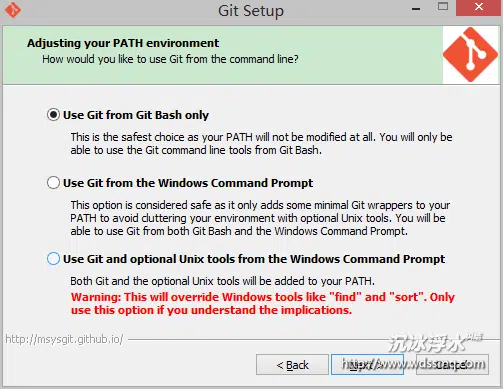 Git Setup
Adjusting your PATH environment
How would you like to use Git from the command line?
Use Git from Git Bash only
This is the safest choice as your PATH will not be modified at all. You will only
be able to use the Git command line tools from Git Bash.
Use Git from the Windows Command Prompt
This option is considered safe as it only adds some minimal Git wrappers to your
PATH to avoid cluttering your environment with optional Unix tools. You will be
able to use Git from both Git Bash and the Windows Command Prompt.
Use Git and optional Unix tools from the Windows Command Prompt
Both Git and the optional Unix tools will be added to your PATH.
Warning: This will override Windows tools like "find" and "sort". Only
use this option if you understand the implications.
http://msysgit.github.io/
沉冰浮水
< Back
Next >
Cancel